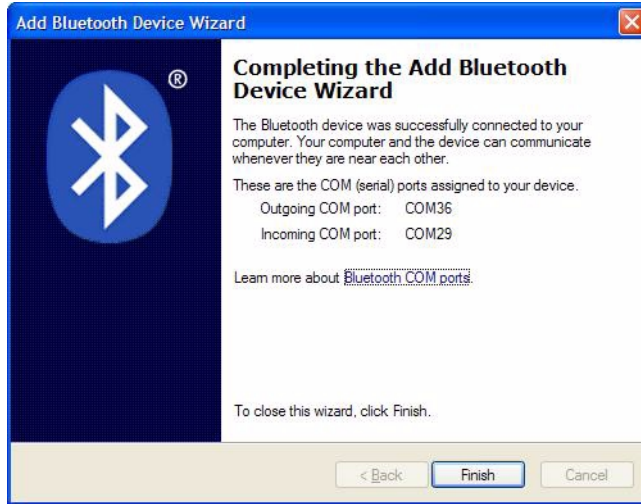 Add Bluetooth Device Wizard
®
Completing the Add Bluetooth
Device Wizard
The Bluetooth device was successfully connected to your
computer. Your computer and the device can communicate
whenever they are near each other.
These are the COM (serial) ports assigned to your device.
Outgoing COM port: COM36
Incoming COM port: COM29
Learn more about Bluetooth COM ports.
To close this wizard, click Finish.
< Back Finish Cancel